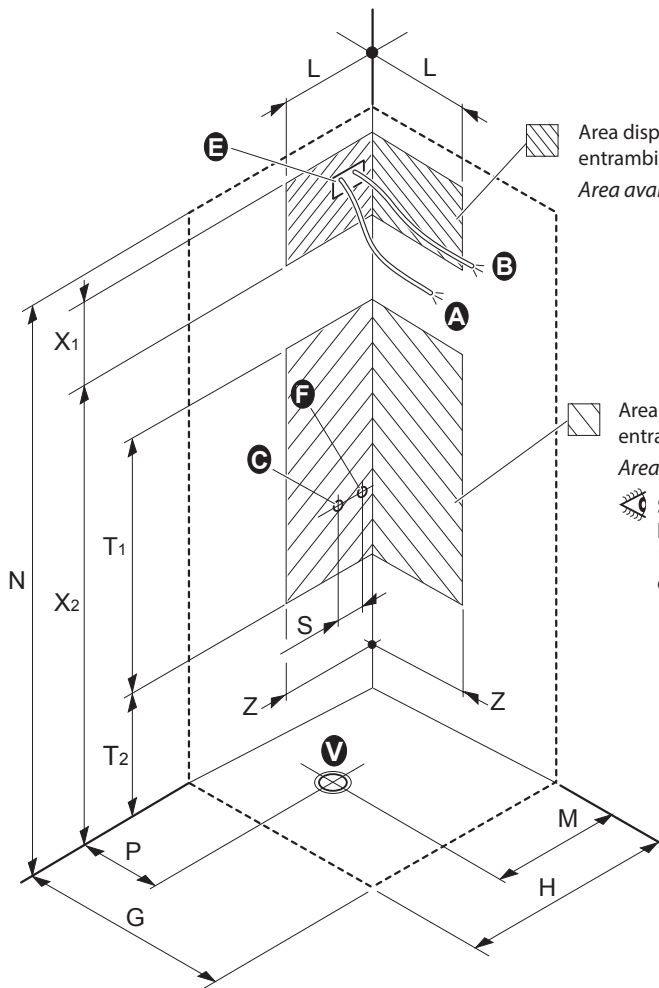 L L
E
Area disp
entrambi
Area avai
B
A
X1
F
Area
entra
Area
C
T1
N
X2
S
Z Z
T2
V
M
P
H
G